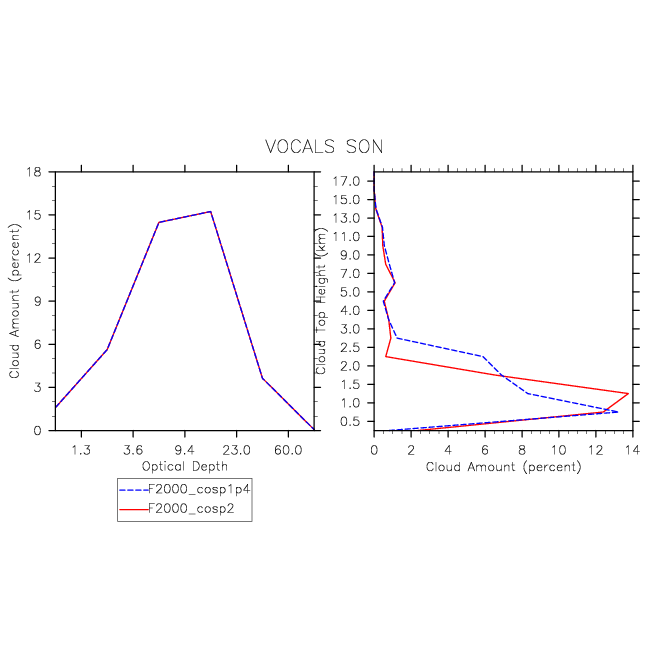 VOCALS SON
Cloud Amount (percent)
18
15
12
9
6
3
0
1.3 3.6 9.4 23.0 60.0
Optical Depth
Cloud Top Height (km)
17.0
15.0
13.0
11.0
9.0
7.0
5.0
4.0
3.0
2.5
2.0
1.5
1.0
0.5
0 2 4 6 8 10 12 14
Cloud Amount (percent)
F2000_cosp1p4
F2000_cosp2